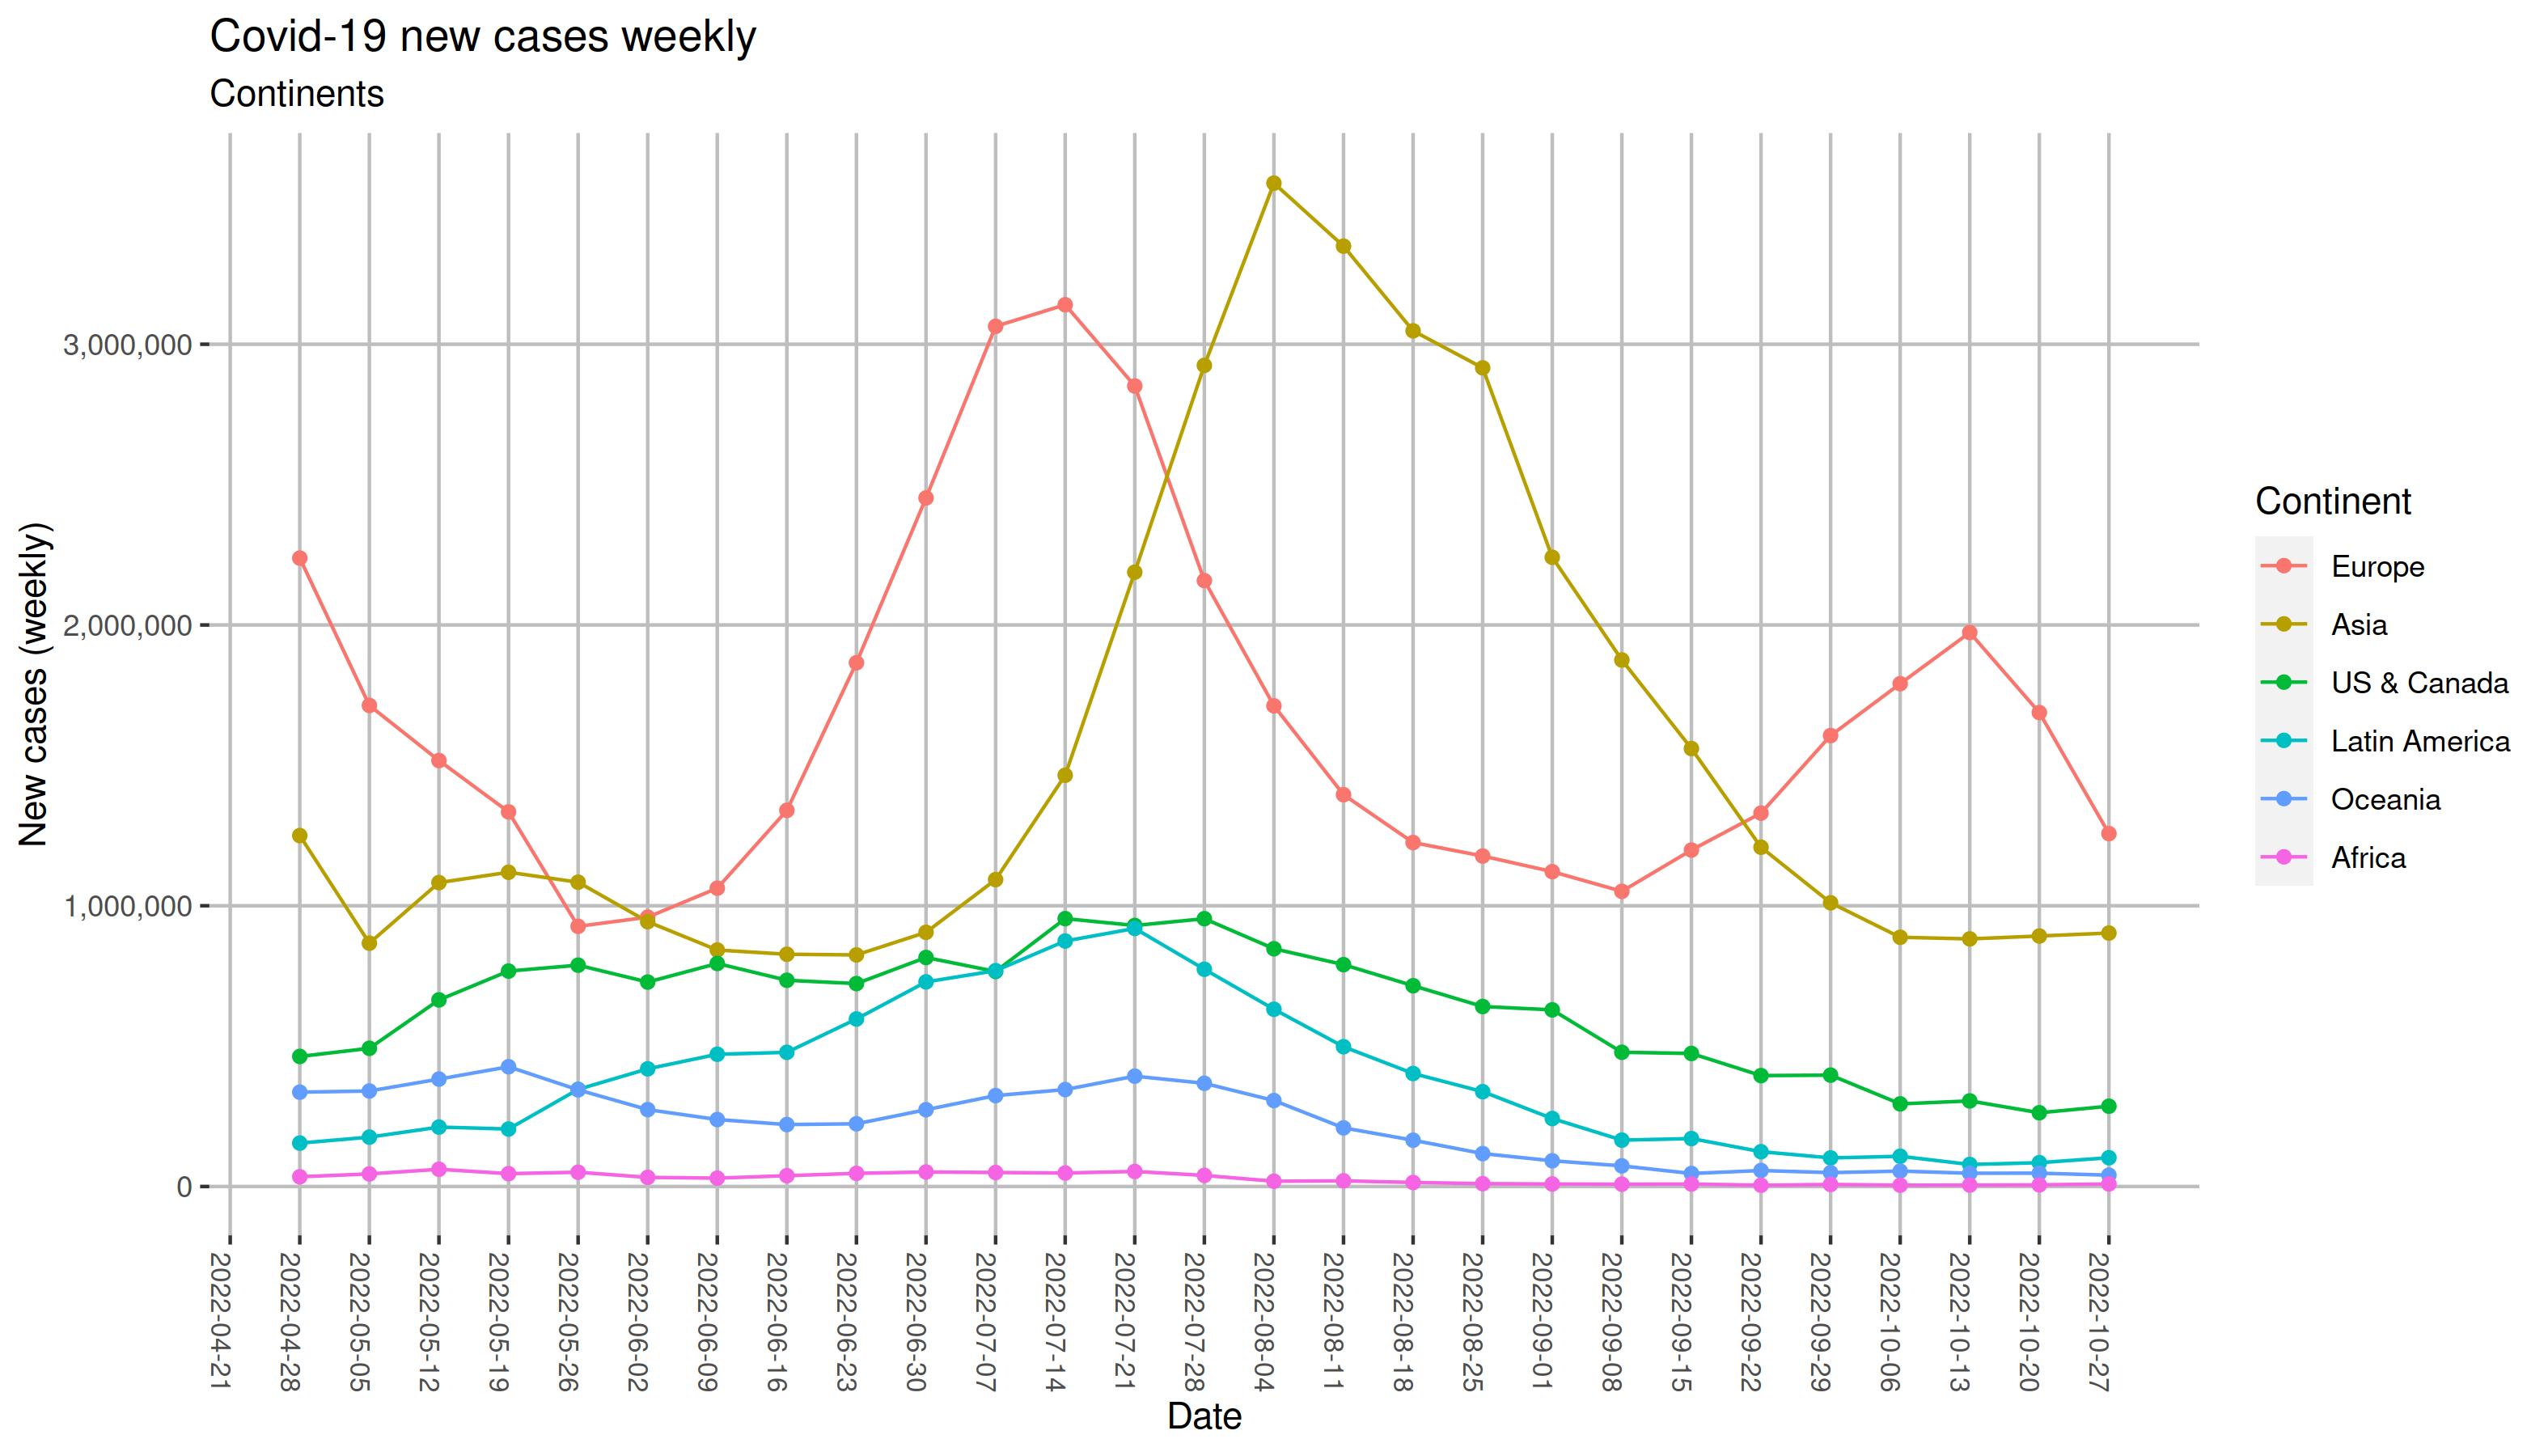 Covid-19 new cases weekly
Continents
New cases (weekly)
3,000,000
2,000,000
1,000,000
0
2022-04-21
2022-04-28
2022-05-05
2022-05-12
2022-05-19
2022-05-26
2022-06-02
2022-06-09
2022-06-16
2022-06-23
2022-06-30
2022-07-07
2022-07-14
2022-07-21
2022-07-28
2022-08-04
2022-08-11
2022-08-18
2022-08-25
2022-09-01
2022-09-08
2022-09-15
2022-09-22
2022-09-29
2022-10-06
2022-10-13
2022-10-20
2022-10-27
Date
Continent
Europe
Asia
US & Canada
Latin America
Oceania
Africa